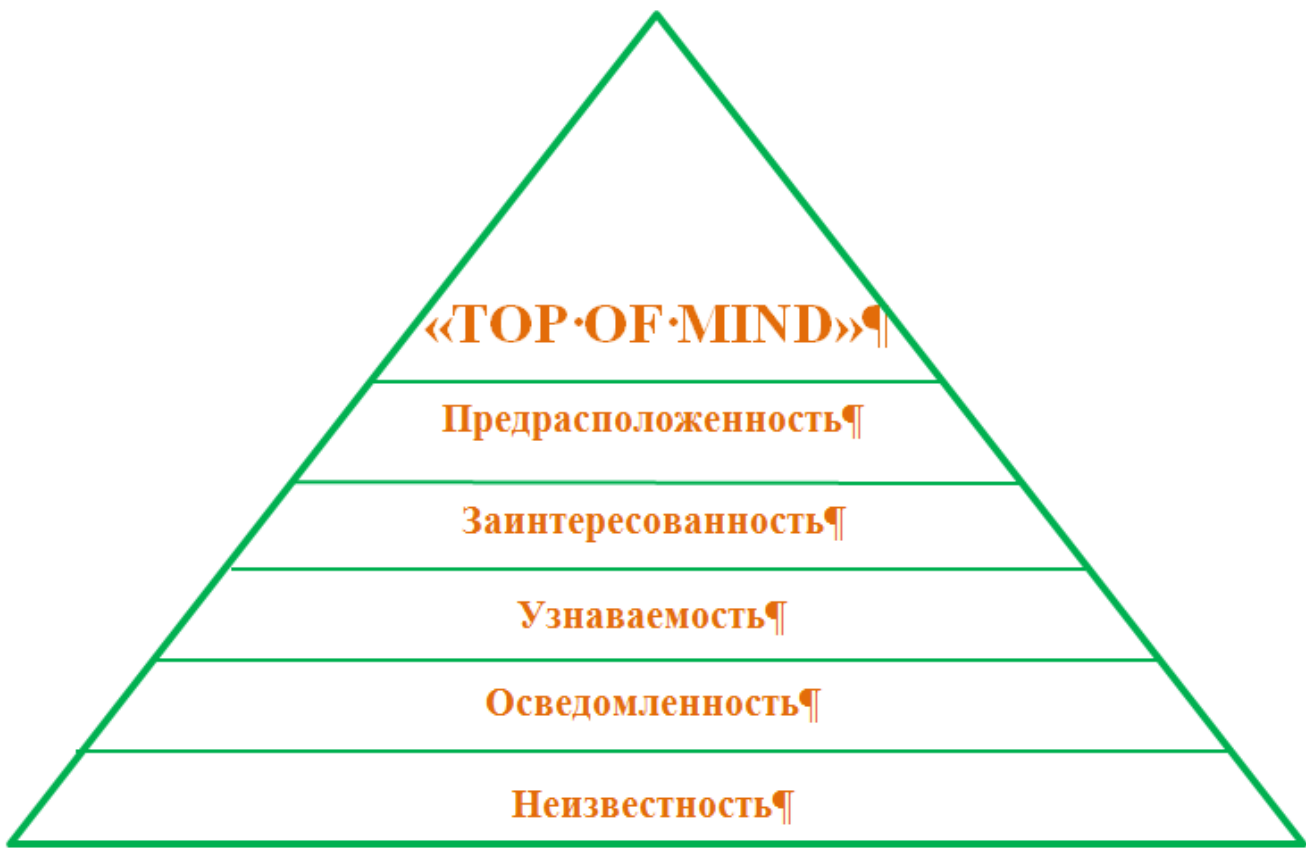 «TOP·OF·MIND»¶
Предрасположенность¶
Заинтересованность¶
Узнаваемость¶
Осведомленность¶
Неизвестность¶